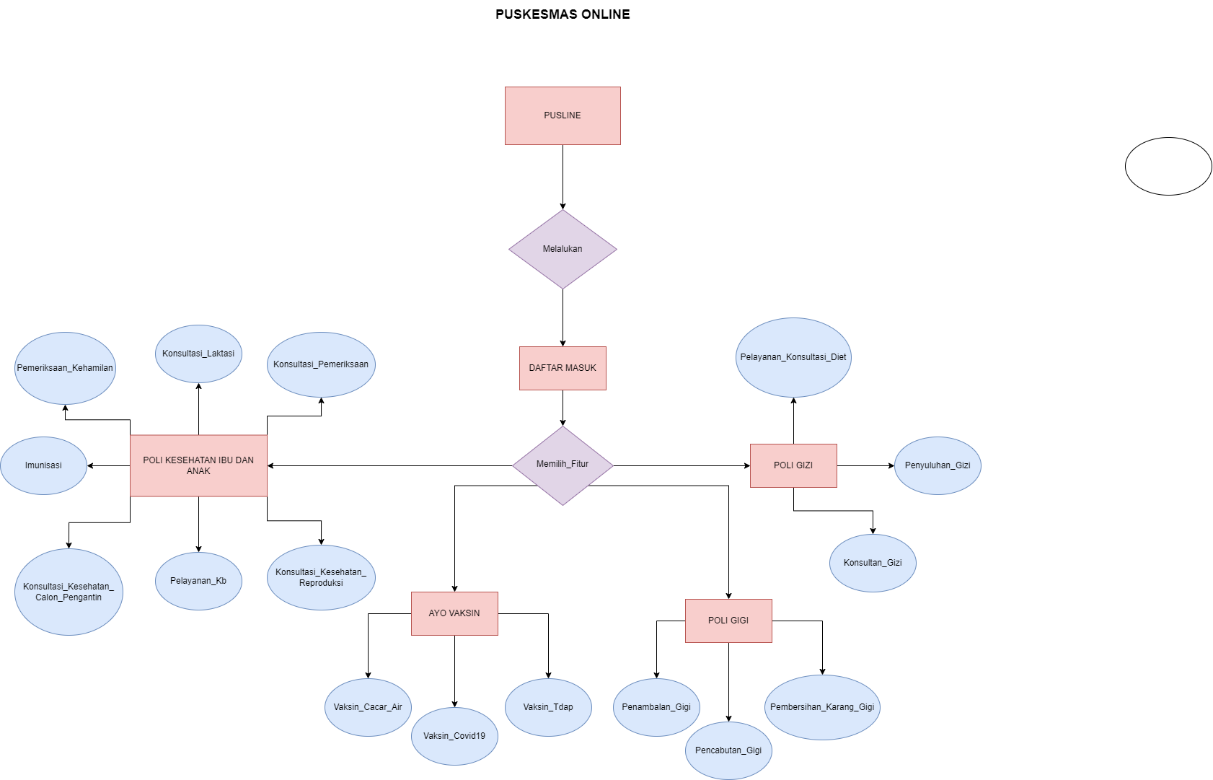 PUSKESMAS ONLINE
PUSLINE
Melalukan
DAFTAR MASUK
Memilih_Fitur
Pemeriksaan_Kehamilan
Konsultasi_Laktasi
Konsultasi_Pemeriksaan
Imunisasi
POLI KESEHATAN IBU DAN
ANAK
Konsultasi_Kesehatan_
Calon_Pengantin
Pelayanan_Kb
Konsultasi_Kesehatan_
Reproduksi
Pelayanan_Konsultasi_Diet
POLI GIZI
Penyuluhan_Gizi
Konsultan_Gizi
AYO VAKSIN
Vaksin_Cacar_Air
Vaksin_Covid19
Vaksin_Tdap
POLI GIGI
Penambalan_Gigi
Pencabutan_Gigi
Pembersihan_Karang_Gigi